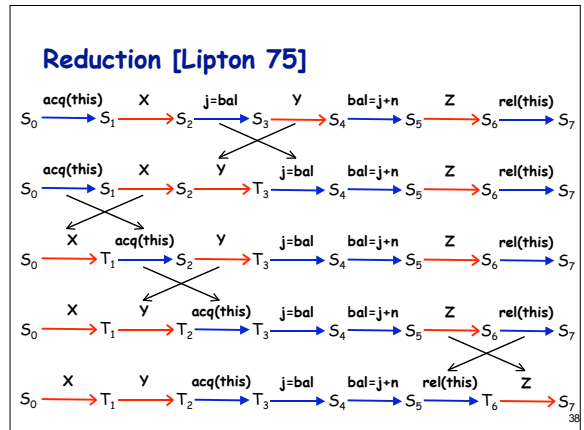 Reduction [Lipton 75]
acq(this) X j=bal Y bal=j+n Z rel(this)
S₀ S₁ S₂ S₃ S₄ S₅ S₆ S₇
acq(this) X Y j=bal bal=j+n Z rel(this)
S₀ S₁ S₂ T₃ S₄ S₅ S₆ S₇
X acq(this) Y j=bal bal=j+n Z rel(this)
S₀ T₁ S₂ T₃ S₄ S₅ S₆ S₇
X Y acq(this) j=bal bal=j+n Z rel(this)
S₀ T₁ T₂ T₃ S₄ S₅ S₆ S₇
X Y acq(this) j=bal bal=j+n rel(this) Z
S₀ T₁ T₂ T₃ S₄ S₅ T₆ S₇
38